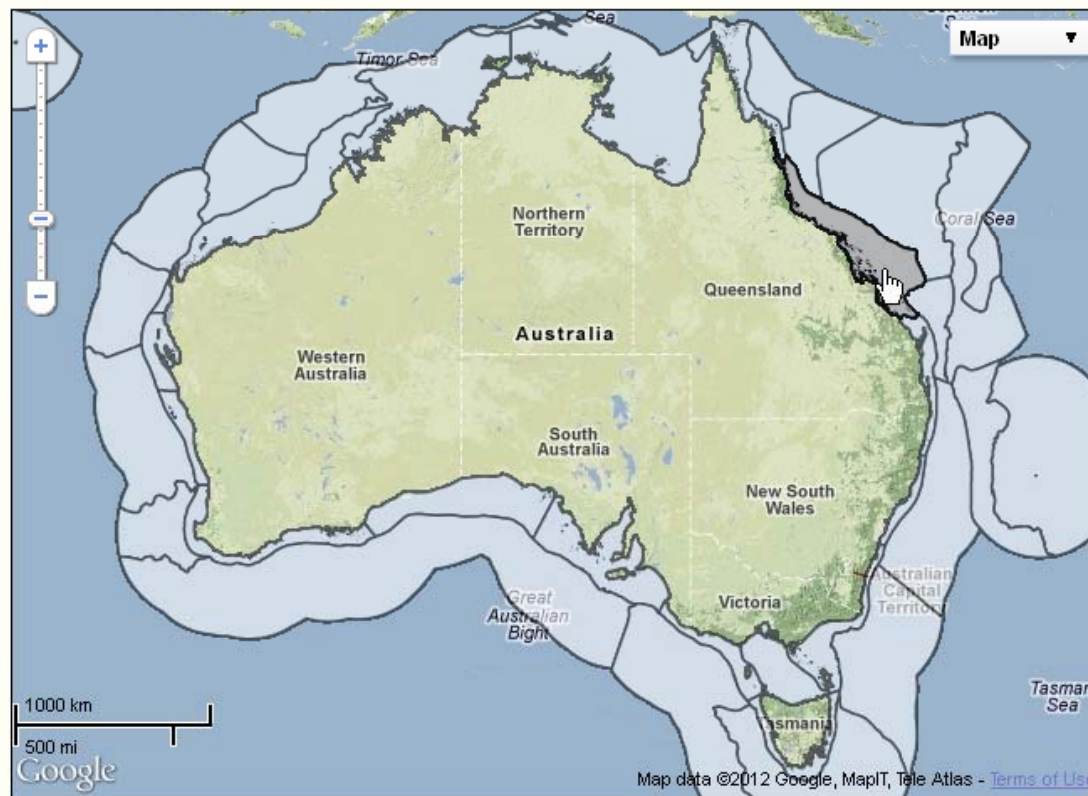 Sea
Map
Timor Sea
Northern
Territory
Coral Sea
Queensland
Australia
Western
Australia
South
Australia
New South
Wales
Australian
Capital
Territory
Victoria
Great
Australian
Bight
Tasman
Sea
Tasmania
1000 km
500 mi
Google
Map data ©2012 Google, MapIT, Tele Atlas - Terms of Us